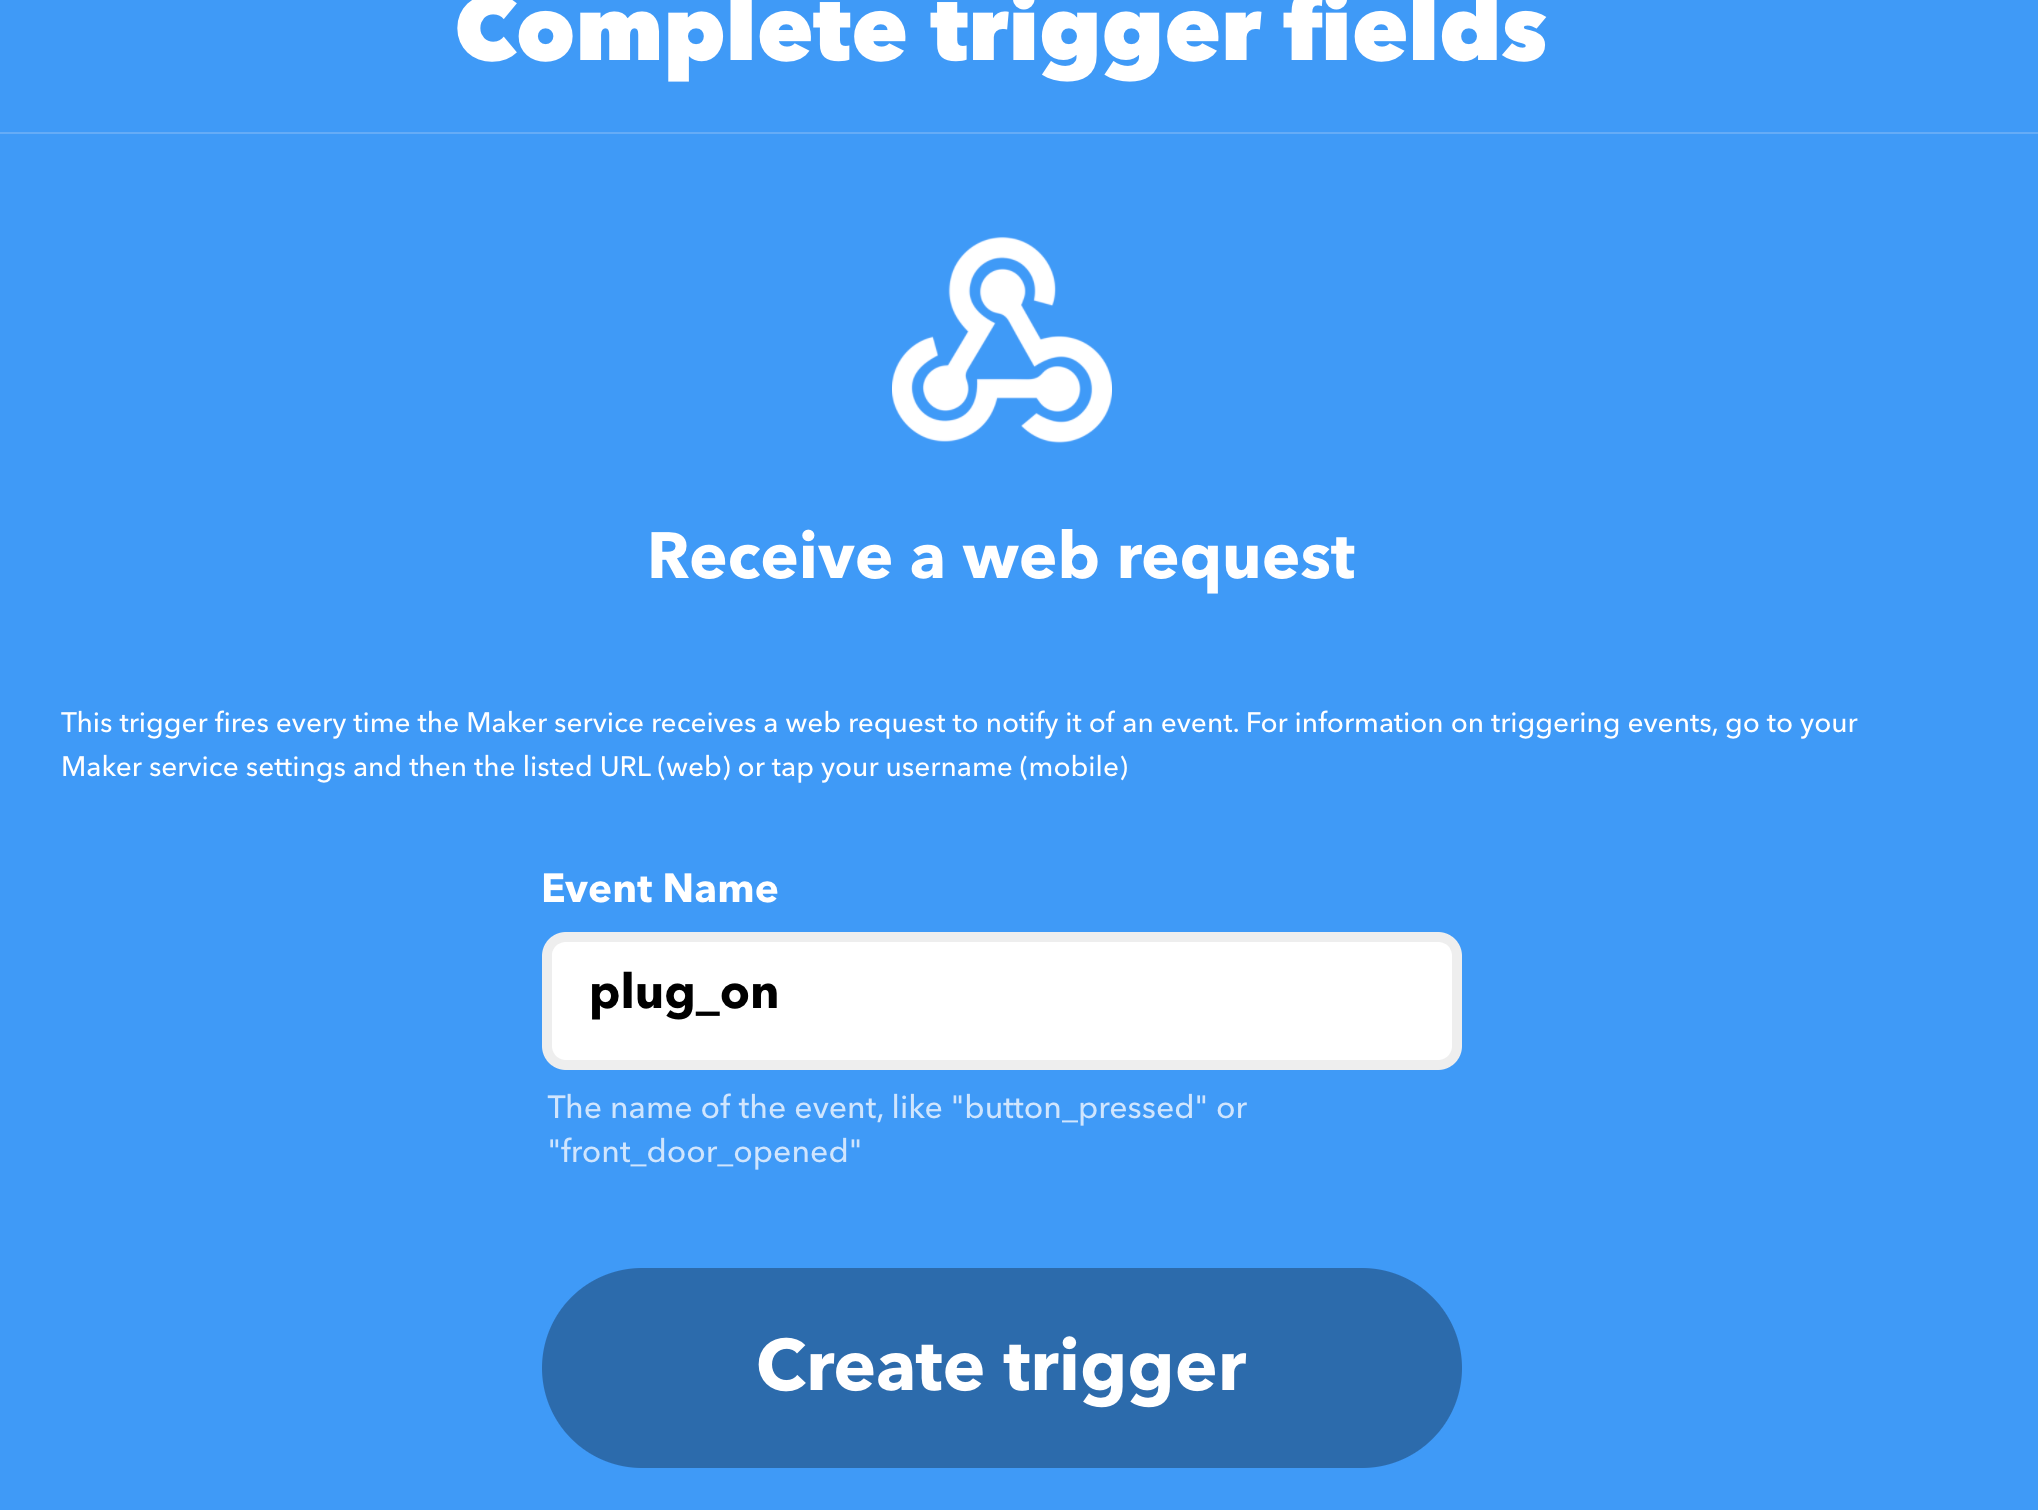 Complete trigger fields
Receive a web request
This trigger fires every time the Maker service receives a web request to notify it of an event. For information on triggering events, go to your
Maker service settings and then the listed URL (web) or tap your username (mobile)
Event Name
plug_on
The name of the event, like "button_pressed" or
"front_door_opened"
Create trigger